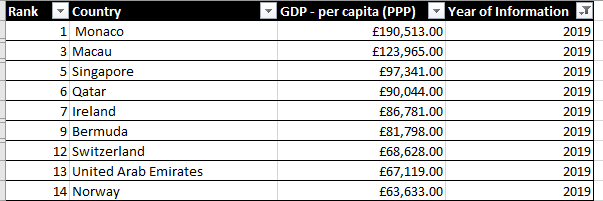 Rank Country GDP - per capita (PPP) Year of Information
1 Monaco £190,513.00 2019
3 Macau £123,965.00 2019
5 Singapore £97,341.00 2019
6 Qatar £90,044.00 2019
7 Ireland £86,781.00 2019
9 Bermuda £81,798.00 2019
12 Switzerland £68,628.00 2019
13 United Arab Emirates £67,119.00 2019
14 Norway £63,633.00 2019